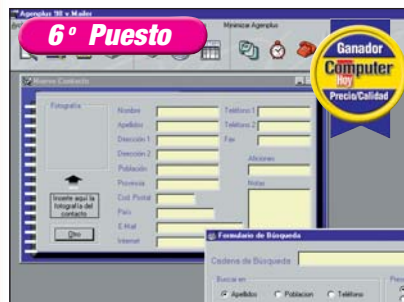 Agenplus 98 v Mailer
6º Puesto
Minimizar Agenplus
Ganador
Computer
Hoy
Precio/Calidad
Nuevo Contacto
Fotografía
Nombre
Teléfono 1
Apellidos
Teléfono 2
Dirección 1
Fax
Dirección 2
Aficiones
Población
Provincia
Notas
Cod. Postal
País
E-Mail
Internet
Inserte aquí la
fotografía del
contacto
Otro
Formulario de Búsqueda
Cadena de Búsqueda
Buscar en
Apellidos
Poblacion
Teléfono